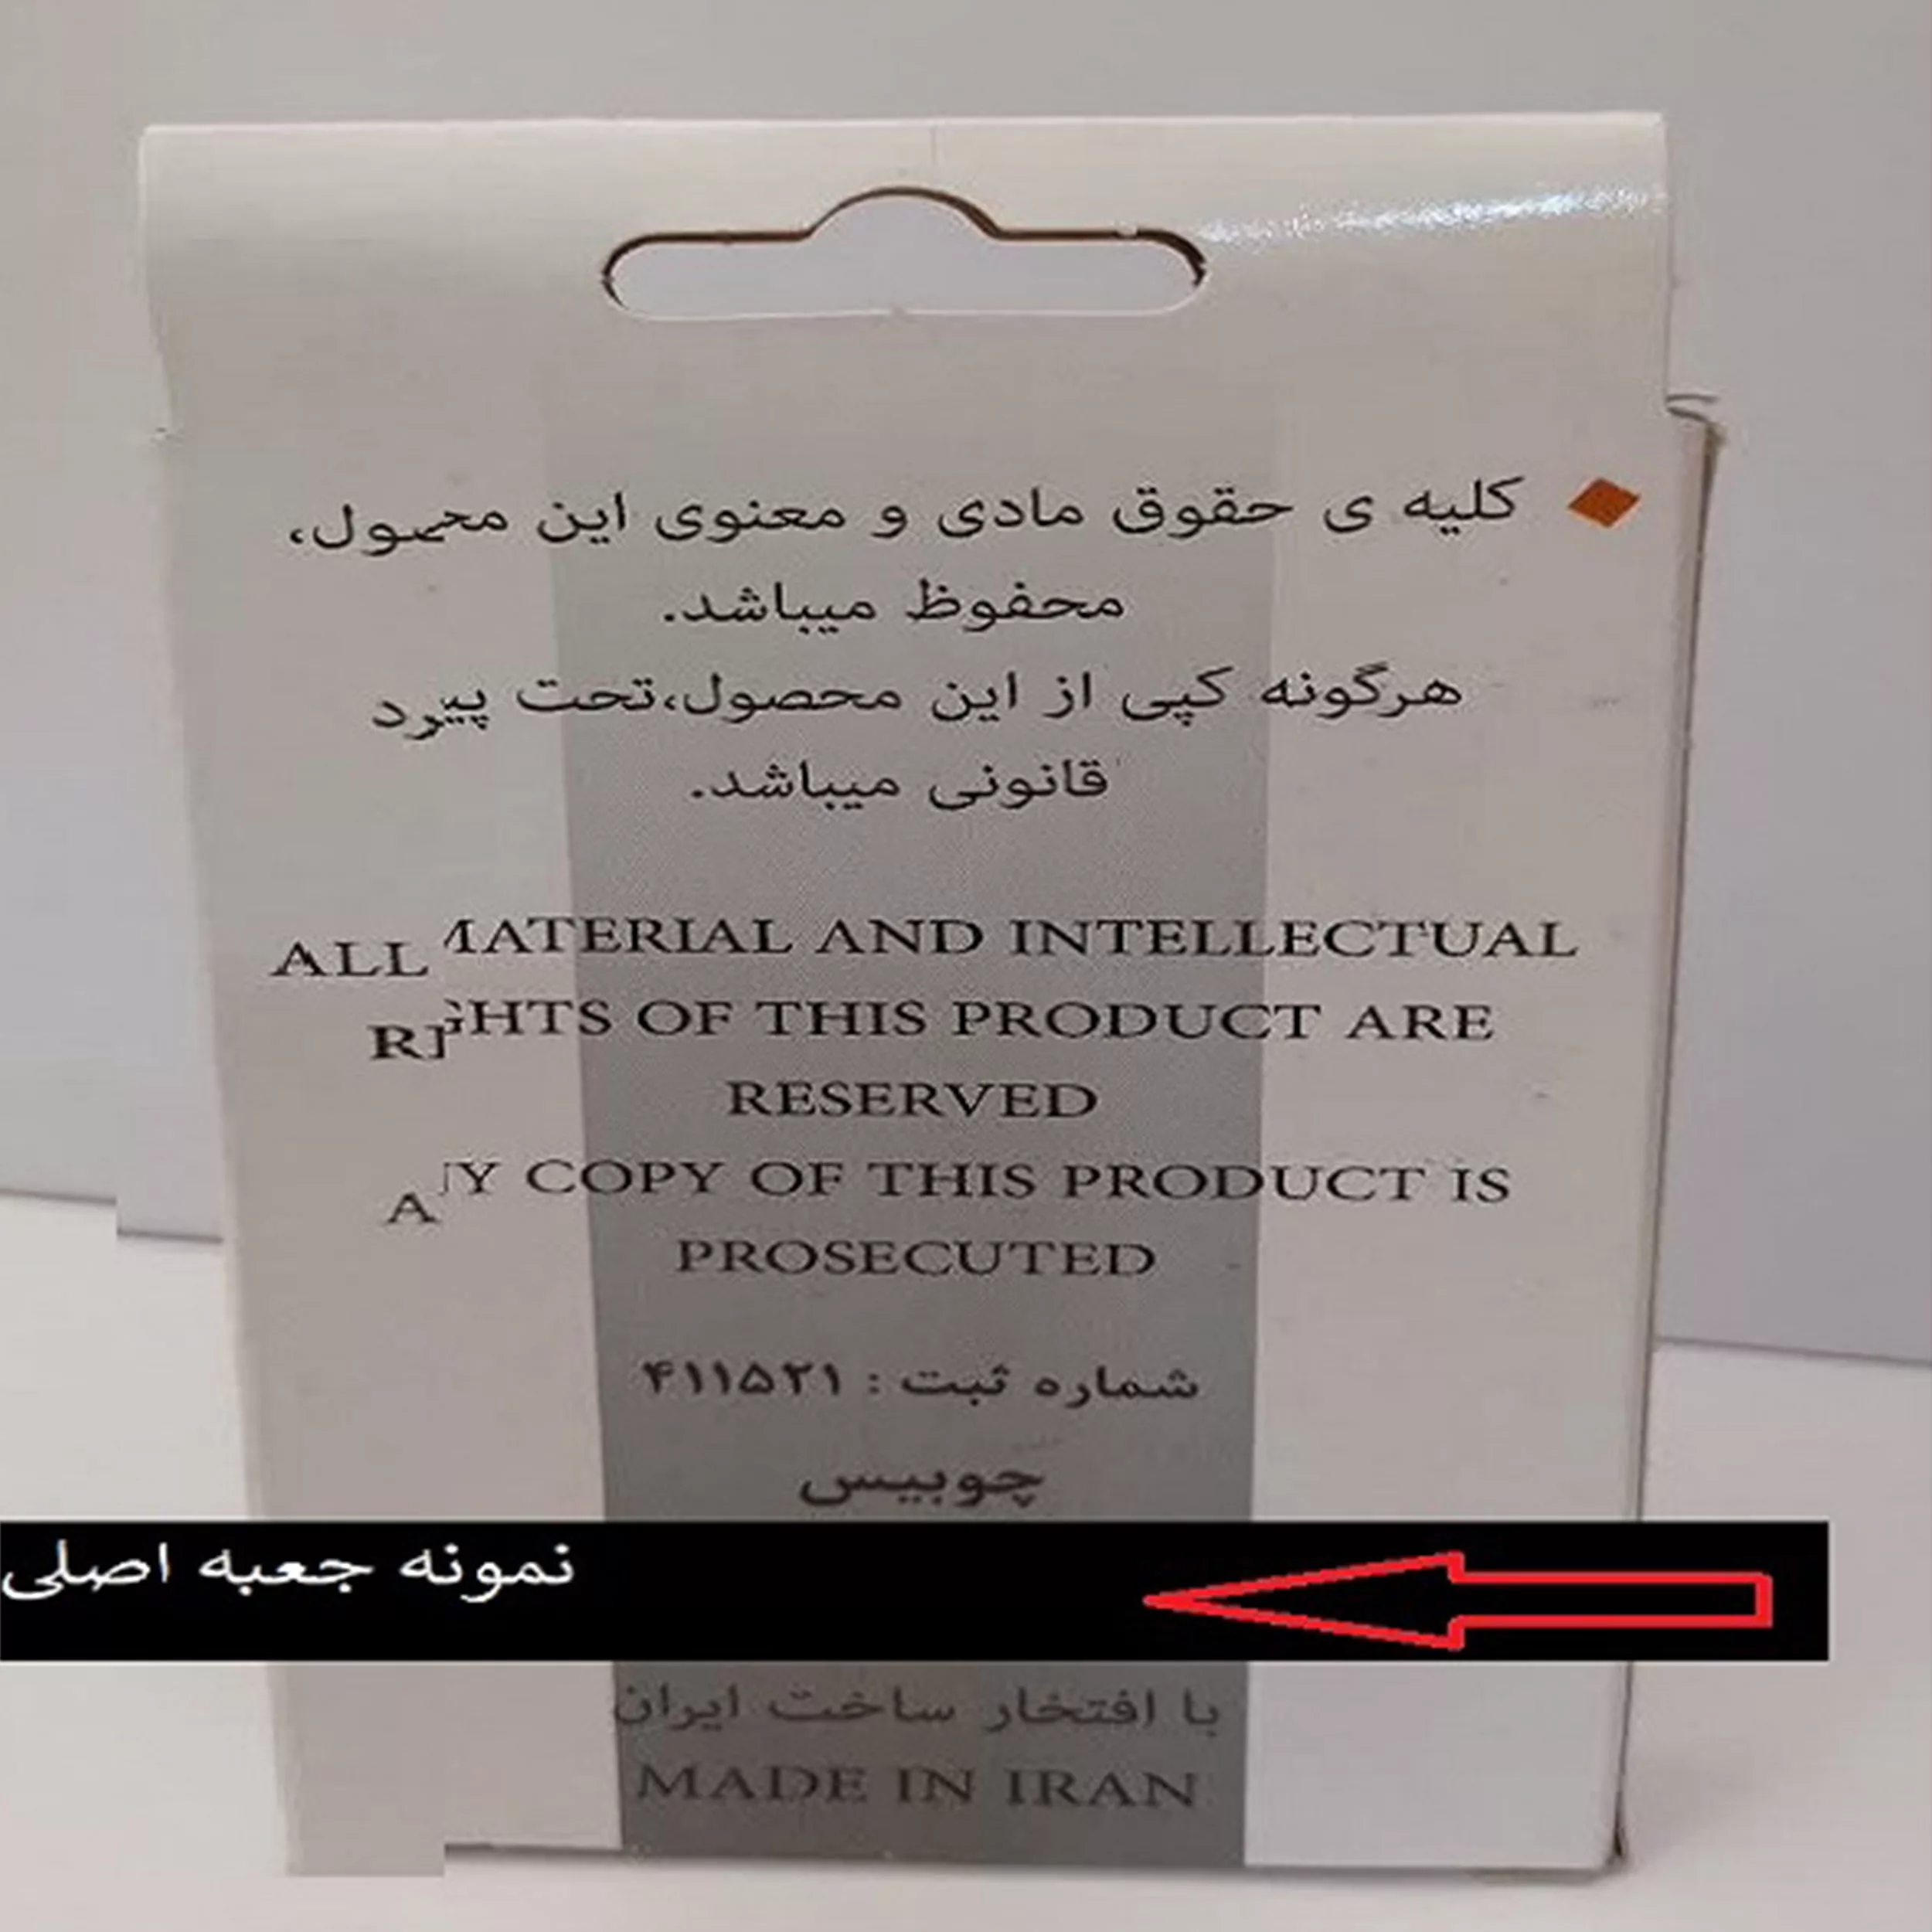 کلیه ی حقوق مادی و معنوی این محصول،
محفوظ میباشد.
هرگونه کپی از این محصول،تحت پیرد
قانونی میباشد.
ALL MATERIAL AND INTELLECTUAL
RIGHTS OF THIS PRODUCT ARE
RESERVED
ANY COPY OF THIS PRODUCT IS
PROSECUTED
شماره ثبت : ۴۱۱۵۲۱
چوبیس
نمونه جعبه اصلی
با افتخار ساخت ایران
MADE IN IRAN